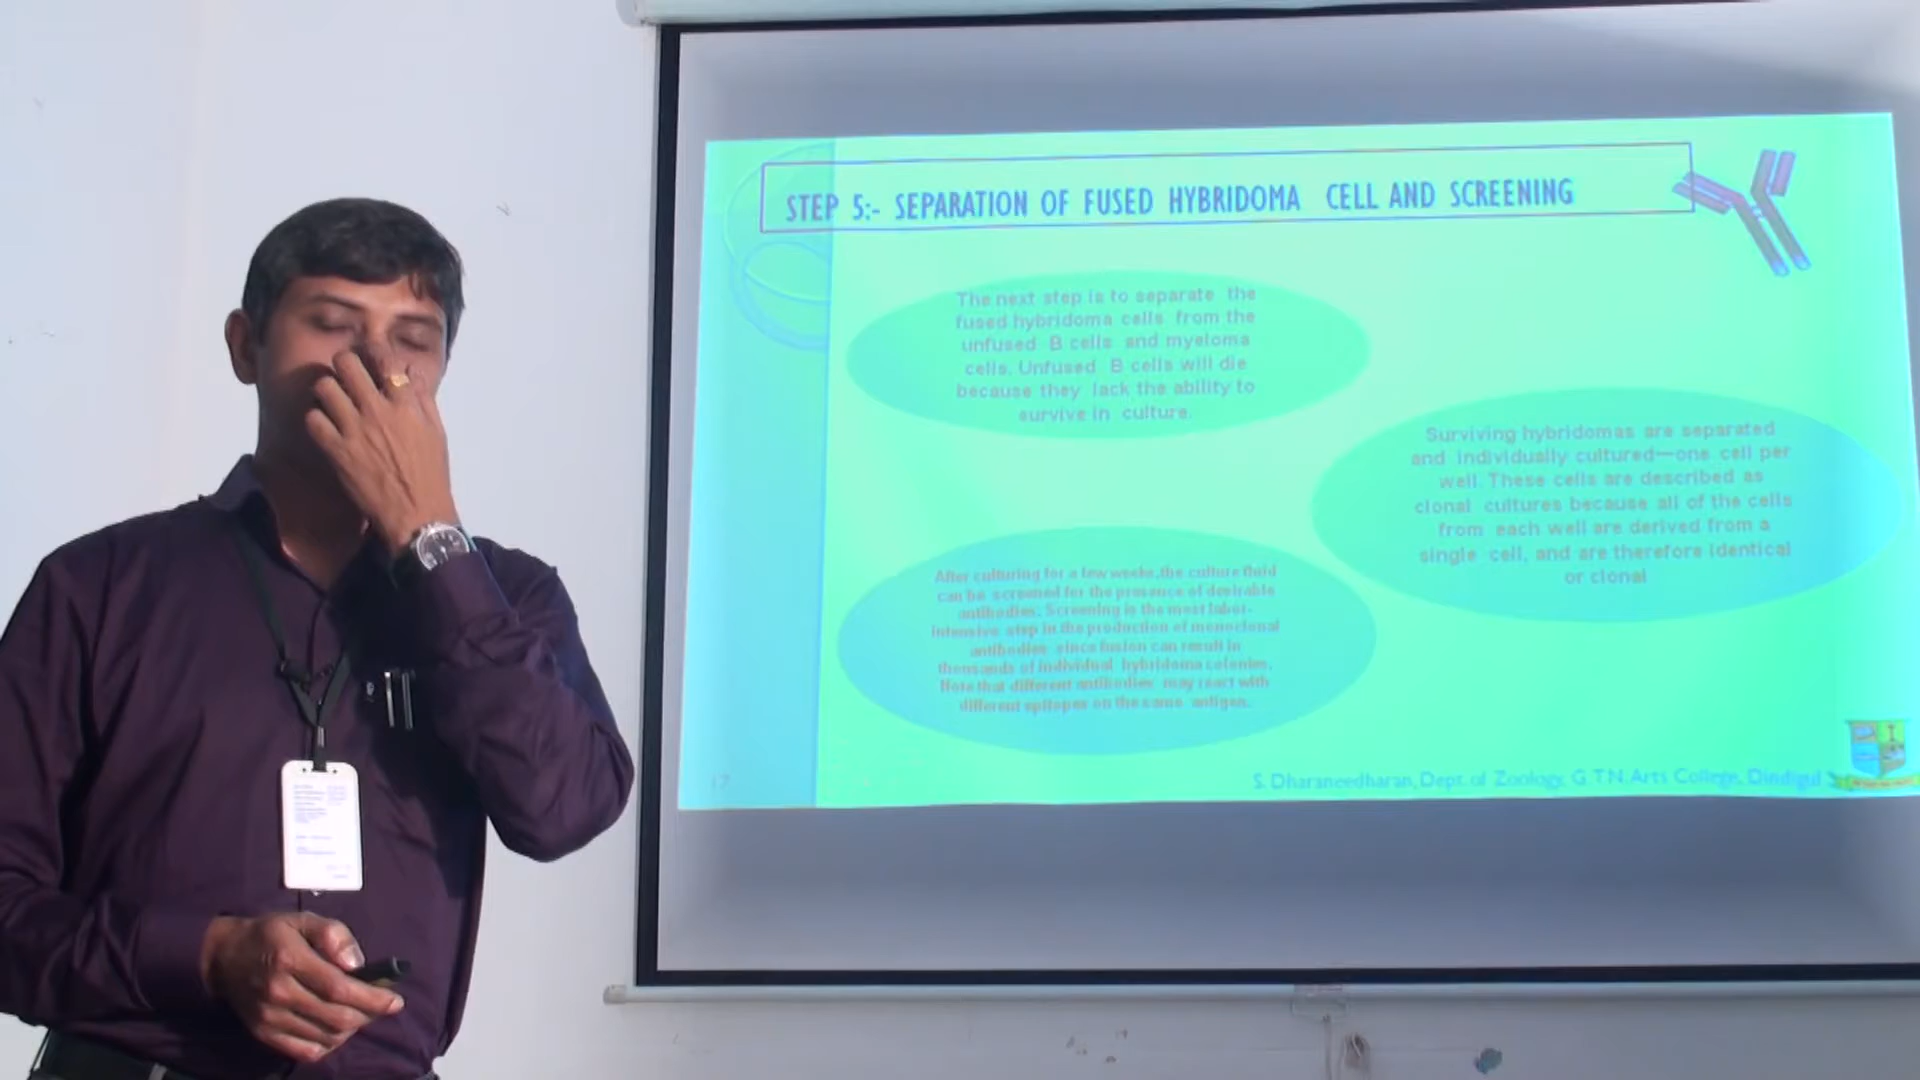 STEP 5:- SEPARATION OF FUSED HYBRIDOMA CELL AND SCREENING
The next step is to separate the
fused hybridoma cells from the
unfused B cells and myeloma
cells. Unfused B cells will die
because they lack the ability to
survive in culture.
Surviving hybridomas are separated
and individually cultured—one cell per
well. These cells are described as
clonal cultures because all of the cells
from each well are derived from a
single cell, and are therefore identical
or clonal
After culturing for a few weeks,the culture fluid
can be screened for the presence of desirable
antibodies. Screening is the most labor-
intensive step in the production of monoclonal
antibodies since fusion can result in
thousands of individual hybridoma colonies.
Note that different antibodies may react with
different epitopes on the same antigen.
17
S. Dharaneedharan, Dept. of Zoology, G.T.N. Arts College, Dindigul